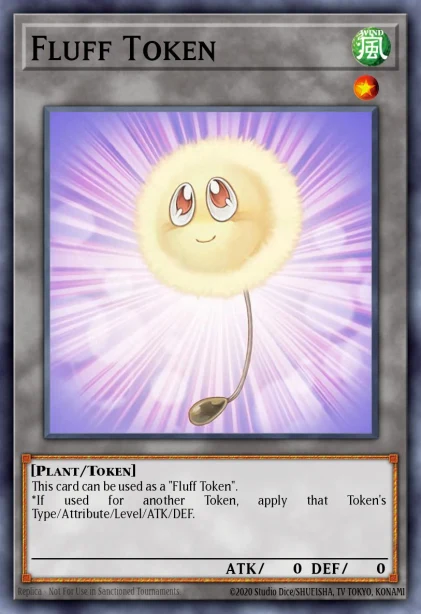 Fluff Token
WIND
風
[Plant/Token]
This card can be used as a "Fluff Token".
*If used for another Token, apply that Token's
Type/Attribute/Level/ATK/DEF.
ATK/ 0 DEF/ 0
Replica - Not For Use in Sanctioned Tournaments
©2020 Studio Dice/SHUEISHA, TV TOKYO, KONAMI